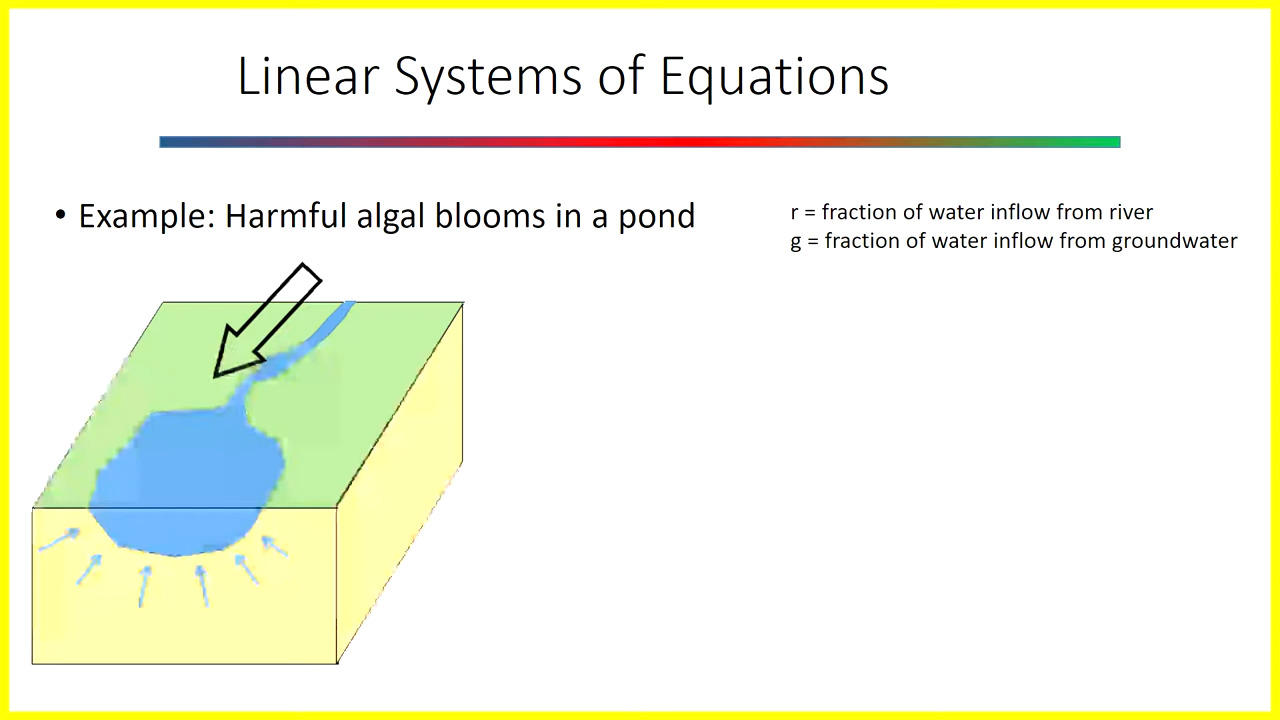 Linear Systems of Equations
• Example: Harmful algal blooms in a pond
r = fraction of water inflow from river
g = fraction of water inflow from groundwater